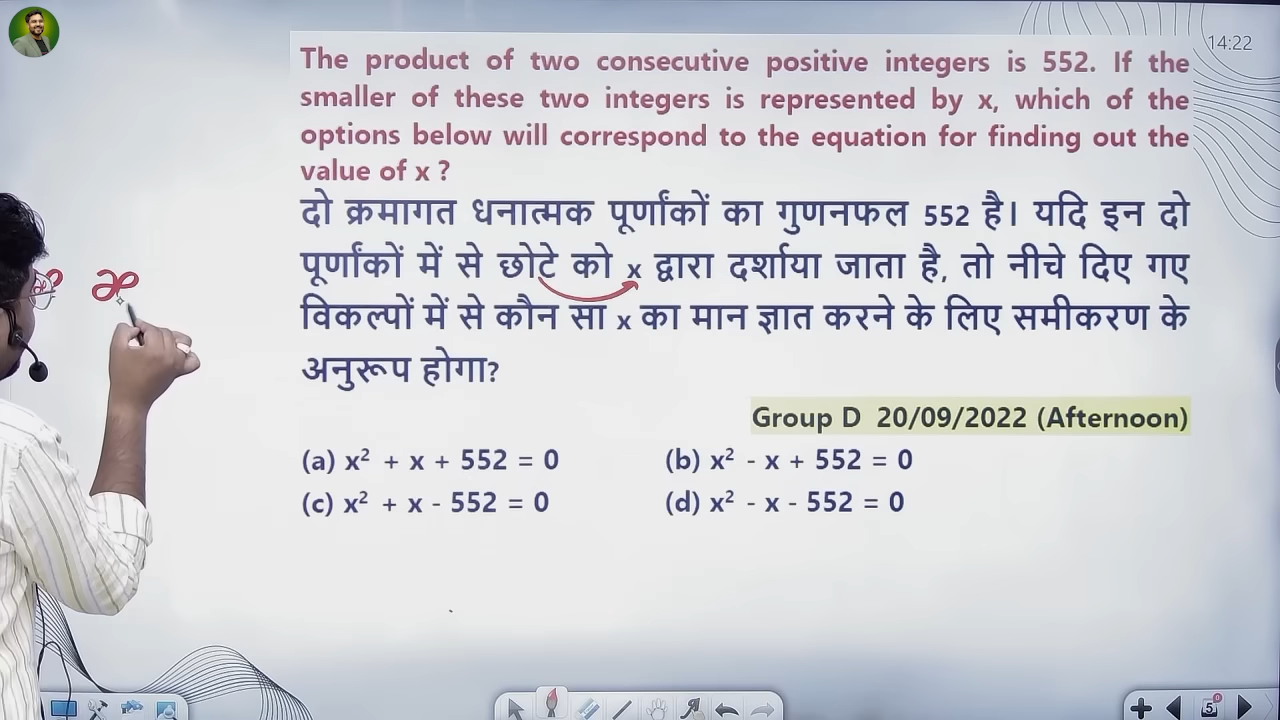 14:22
The product of two consecutive positive integers is 552. If the
smaller of these two integers is represented by x, which of the
options below will correspond to the equation for finding out the
value of x ?
दो क्रमागत धनात्मक पूर्णांकों का गुणनफल 552 है। यदि इन दो
पूर्णांकों में से छोटे को x द्वारा दर्शाया जाता है, तो नीचे दिए गए
विकल्पों में से कौन सा x का मान ज्ञात करने के लिए समीकरण के
अनुरूप होगा?
x x
Group D 20/09/2022 (Afternoon)
(a) x² + x + 552 = 0 (b) x² - x + 552 = 0
(c) x² + x - 552 = 0 (d) x² - x - 552 = 0
5